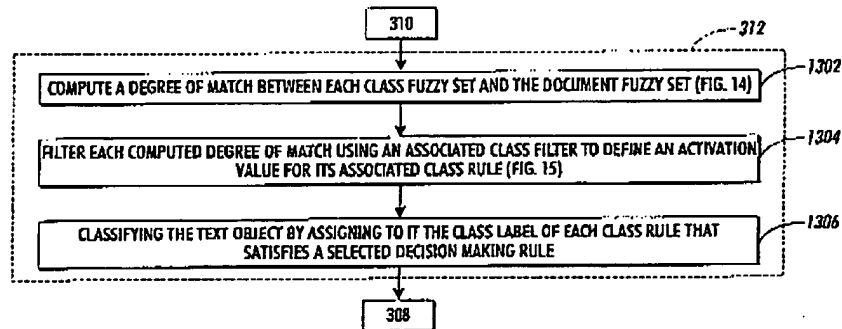 310
312
COMPUTE A DEGREE OF MATCH BETWEEN EACH CLASS FUZZY SET AND THE DOCUMENT FUZZY SET (FIG. 14)
1302
FILTER EACH COMPUTED DEGREE OF MATCH USING AN ASSOCIATED CLASS FILTER TO DEFINE AN ACTIVATION
VALUE FOR ITS ASSOCIATED CLASS RULE (FIG. 15)
1304
CLASSIFYING THE TEXT OBJECT BY ASSIGNING TO IT THE CLASS LABEL OF EACH CLASS RULE THAT
SATISFIES A SELECTED DECISION MAKING RULE
1306
308